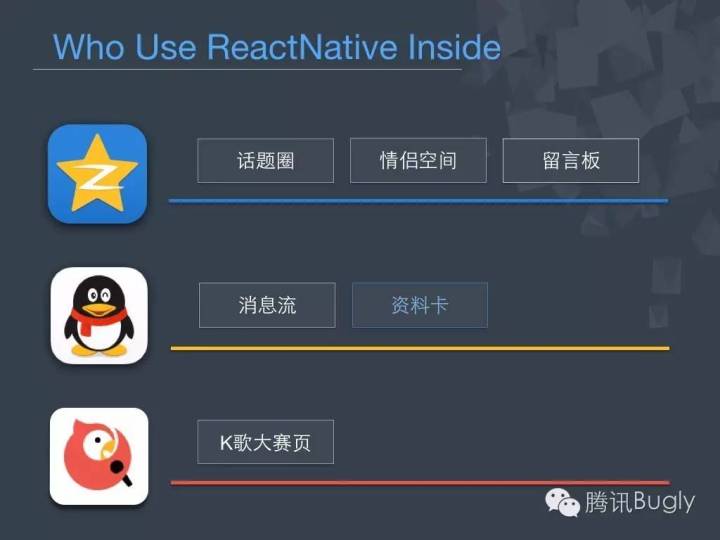 Who Use ReactNative Inside
话题圈 情侣空间 留言板
消息流 资料卡
K歌大赛页
腾讯Bugly